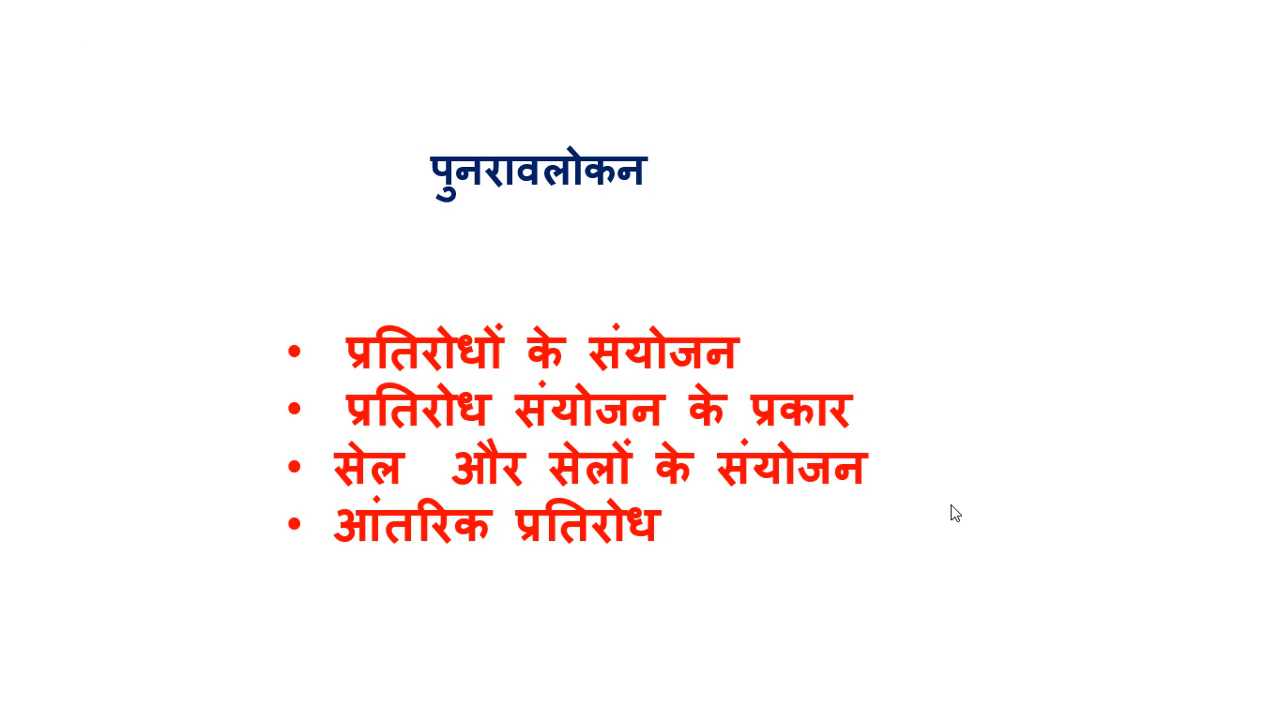 पुनरावलोकन
• प्रतिरोधों के संयोजन
• प्रतिरोध संयोजन के प्रकार
• सेल और सेलों के संयोजन
• आंतरिक प्रतिरोध